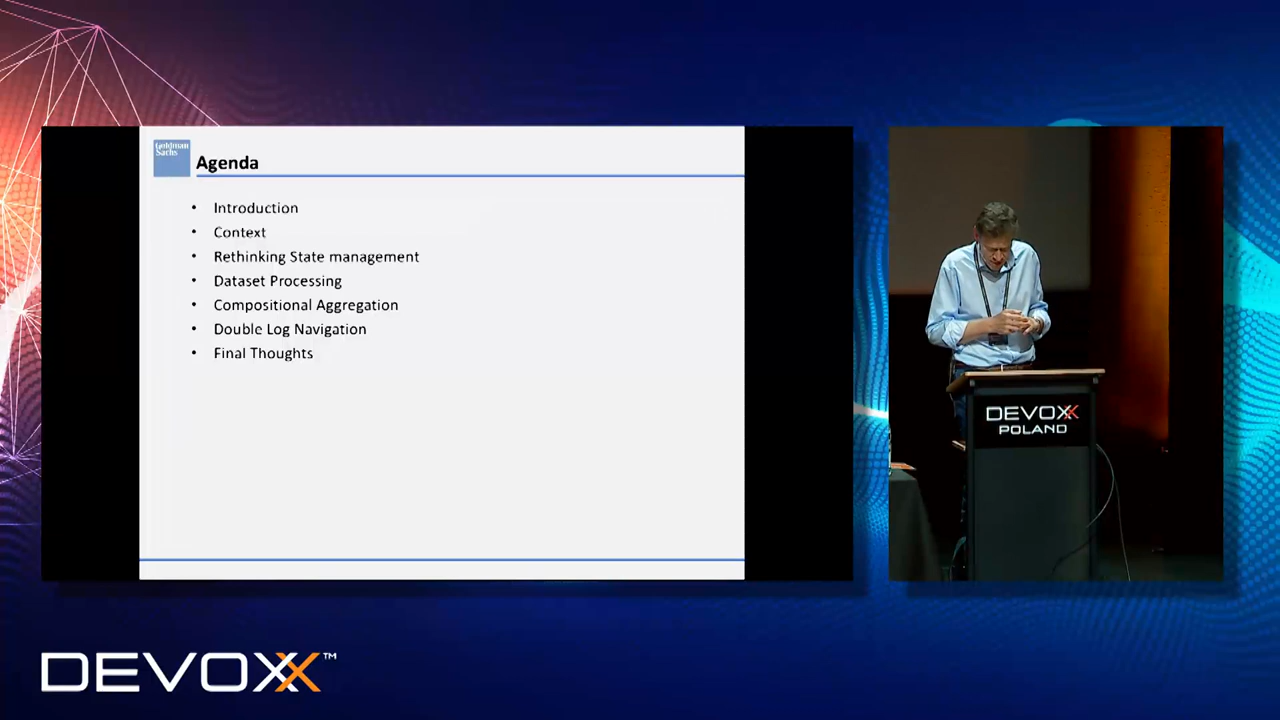 Goldman
Sachs
Agenda
• Introduction
• Context
• Rethinking State management
• Dataset Processing
• Compositional Aggregation
• Double Log Navigation
• Final Thoughts
DEVOXX
POLAND
DEVOXX™